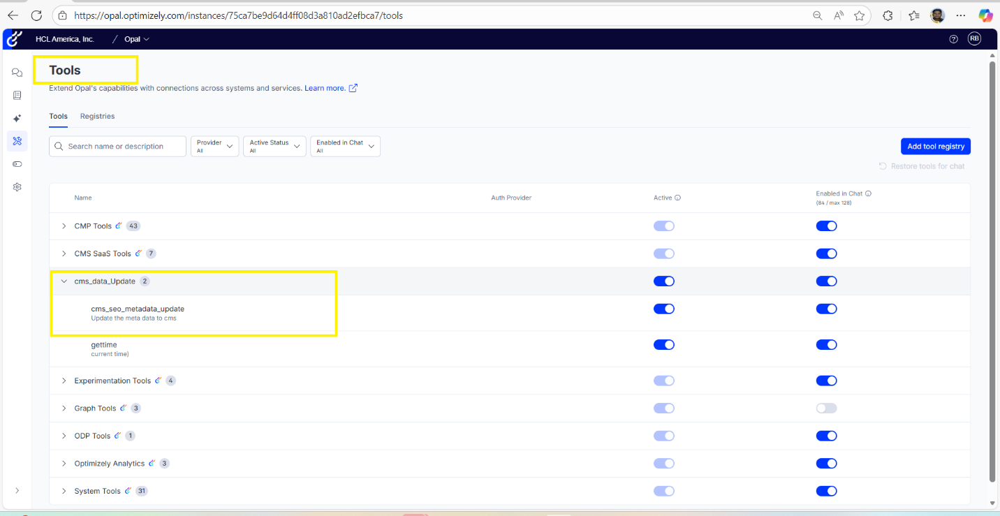 https://opal.optimizely.com/instances/75ca7be9d64d4ff08d3a810ad2efbca7/tools
HCL America, Inc. / Opal
RB
Tools
Extend Opal's capabilities with connections across systems and services. Learn more.
Tools Registries
Search name or description
Provider
All
Active Status
All
Enabled in Chat
All
Add tool registry
Restore tools for chat
Name Auth Provider Active Enabled in Chat
(84 / max 128)
CMP Tools 43
CMS SaaS Tools 7
cms_data_Update 2
cms_seo_metadata_update
Update the meta data to cms
gettime
current time)
Experimentation Tools 4
Graph Tools 3
ODP Tools 1
Optimizely Analytics 3
System Tools 31